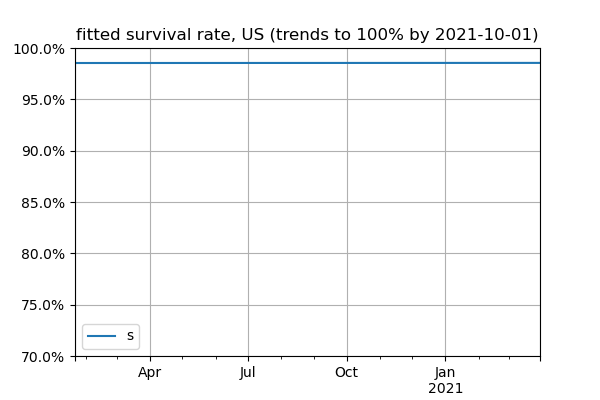 fitted survival rate, US (trends to 100% by 2021-10-01)
100.0%
95.0%
90.0%
85.0%
80.0%
75.0%
70.0%
s
Apr Jul Oct Jan
2021